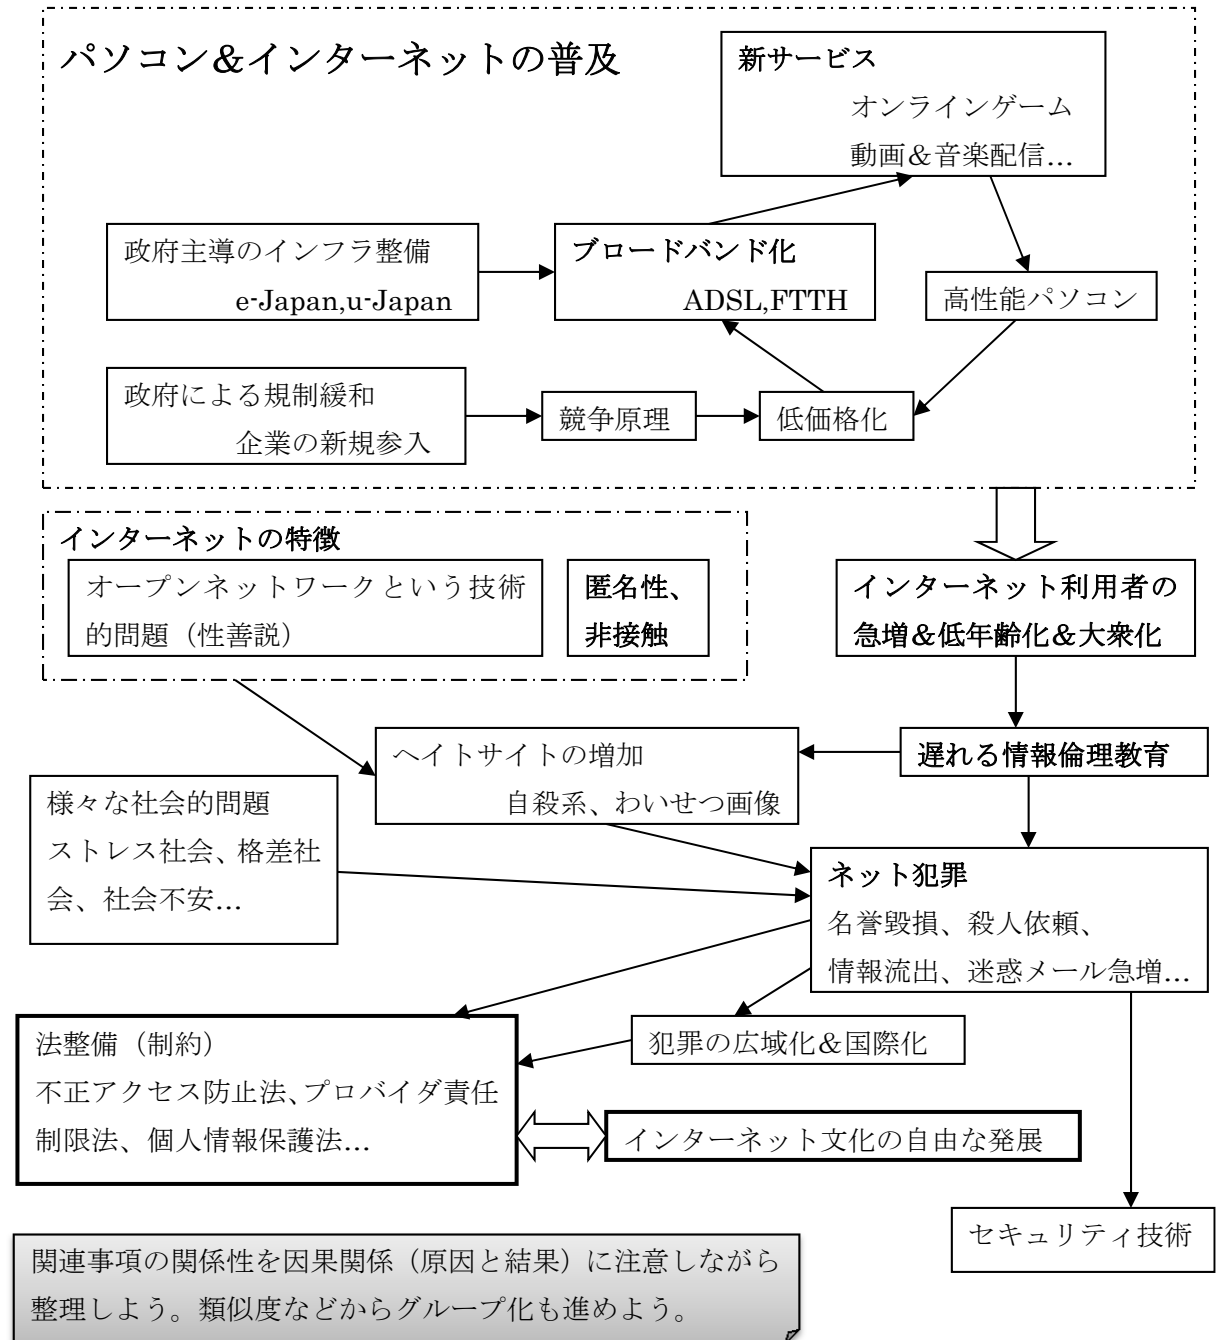 パソコン&インターネットの普及
新サービス
オンラインゲーム
動画&音楽配信…
政府主導のインフラ整備
e-Japan,u-Japan
ブロードバンド化
ADSL,FTTH
高性能パソコン
政府による規制緩和
企業の新規参入
競争原理
低価格化
インターネットの特徴
オープンネットワークという技術
的問題（性善説）
匿名性、
非接触
インターネット利用者の
急増&低年齢化&大衆化
遅れる情報倫理教育
ヘイトサイトの増加
自殺系、わいせつ画像
様々な社会的問題
ストレス社会、格差社
会、社会不安…
ネット犯罪
名誉毀損、殺人依頼、
情報流出、迷惑メール急増…
法整備（制約）
不正アクセス防止法、プロバイダ責任
制限法、個人情報保護法…
犯罪の広域化&国際化
インターネット文化の自由な発展
セキュリティ技術
関連事項の関係性を因果関係（原因と結果）に注意しながら
整理しよう。類似度などからグループ化も進めよう。